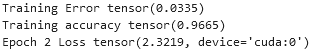 Training Error tensor(0.0335)
Training accuracy tensor(0.9665)
Epoch 2 Loss tensor(2.3219, device='cuda:0')